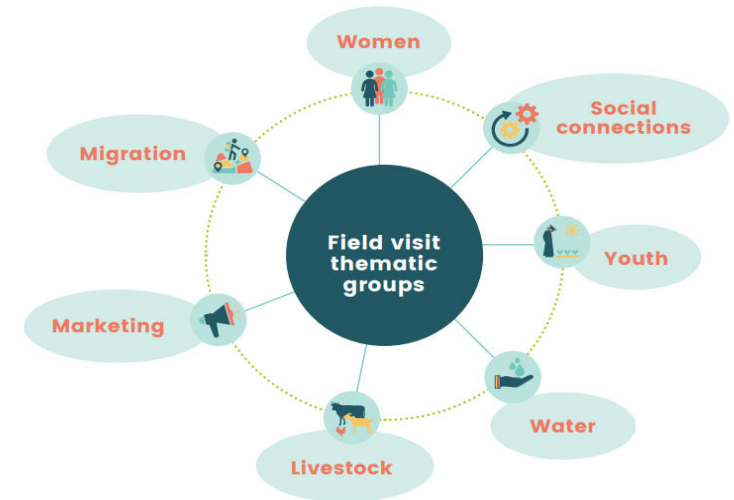 Women
Social
connections
Migration
Field visit
thematic
groups
Youth
Marketing
Water
Livestock